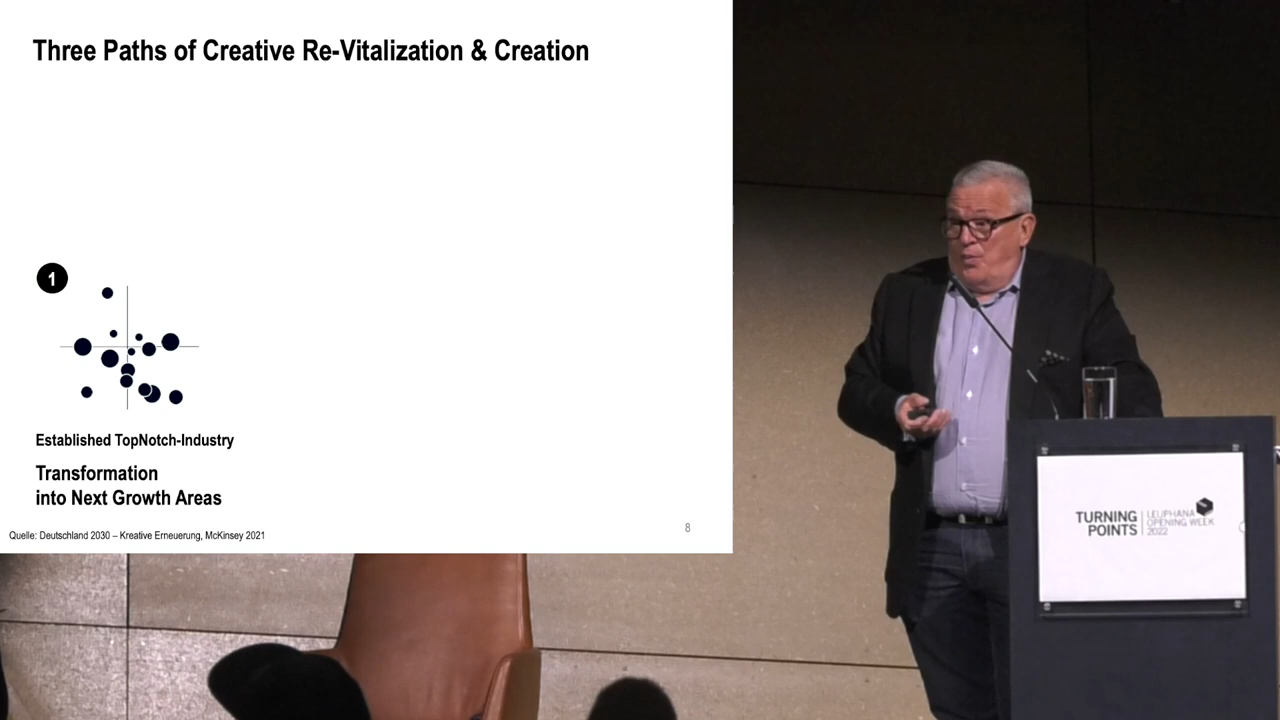 Three Paths of Creative Re-Vitalization & Creation
1
Established TopNotch-Industry
Transformation
into Next Growth Areas
Quelle: Deutschland 2030 – Kreative Erneuerung, McKinsey 2021
8
TURNING POINTS
LEUPHANA
OPENING WEEK
2022